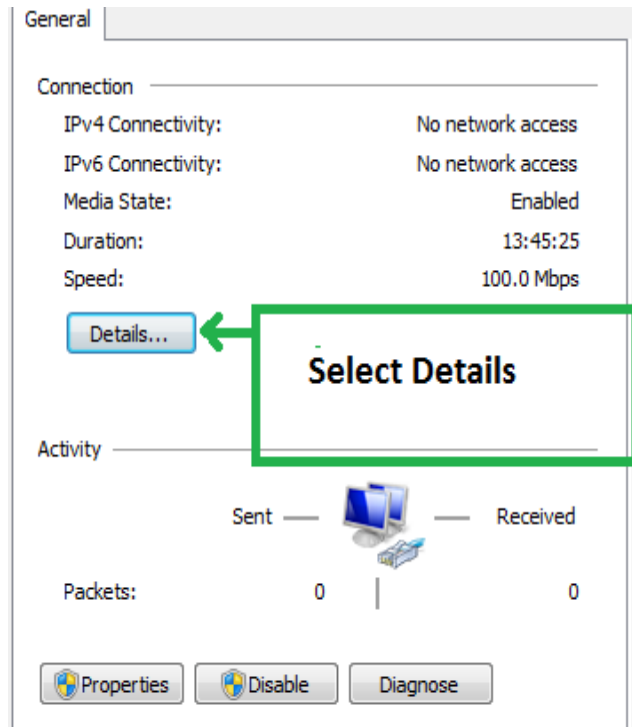 General
Connection
IPv4 Connectivity: No network access
IPv6 Connectivity: No network access
Media State: Enabled
Duration: 13:45:25
Speed: 100.0 Mbps
Details...
Select Details
Activity
Sent — — Received
Packets: 0 | 0
Properties Disable Diagnose